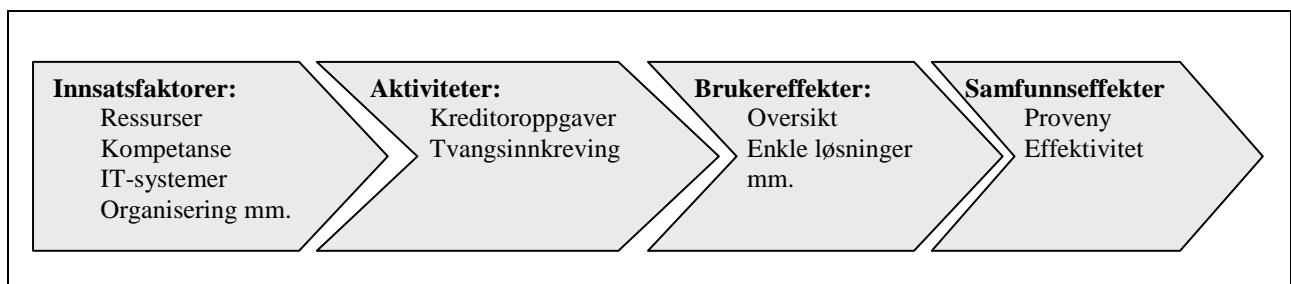 Innsatsfaktorer:
Ressurser
Kompetanse
IT-systemer
Organisering mm.
Aktiviteter:
Kreditoroppgaver
Tvangsinnkreving
Brukereffekter:
Oversikt
Enkle løsninger
mm.
Samfunnseffekter
Proveny
Effektivitet